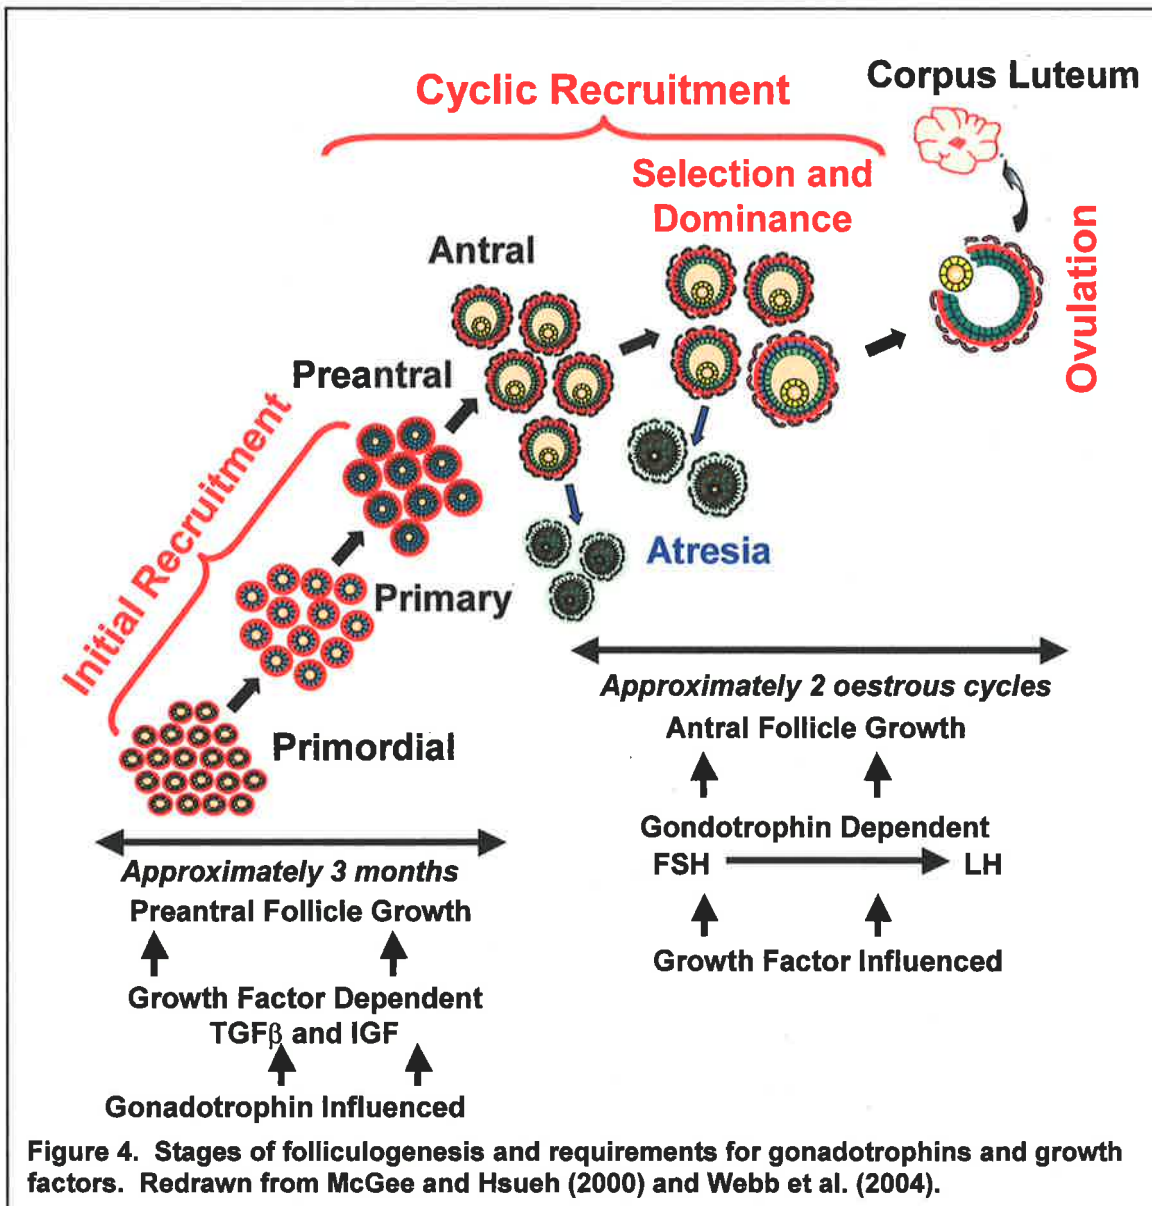 Corpus Luteum
Cyclic Recruitment
Selection and
Dominance
Antral
Ovulation
Preantral
Initial Recruitment
Atresia
Primary
Primordial
Approximately 2 oestrous cycles
Antral Follicle Growth
Gondotrophin Dependent
FSH LH
Growth Factor Influenced
Approximately 3 months
Preantral Follicle Growth
Growth Factor Dependent
TGFβ and IGF
Gonadotrophin Influenced
Figure 4. Stages of folliculogenesis and requirements for gonadotrophins and growth
factors. Redrawn from McGee and Hsueh (2000) and Webb et al. (2004).